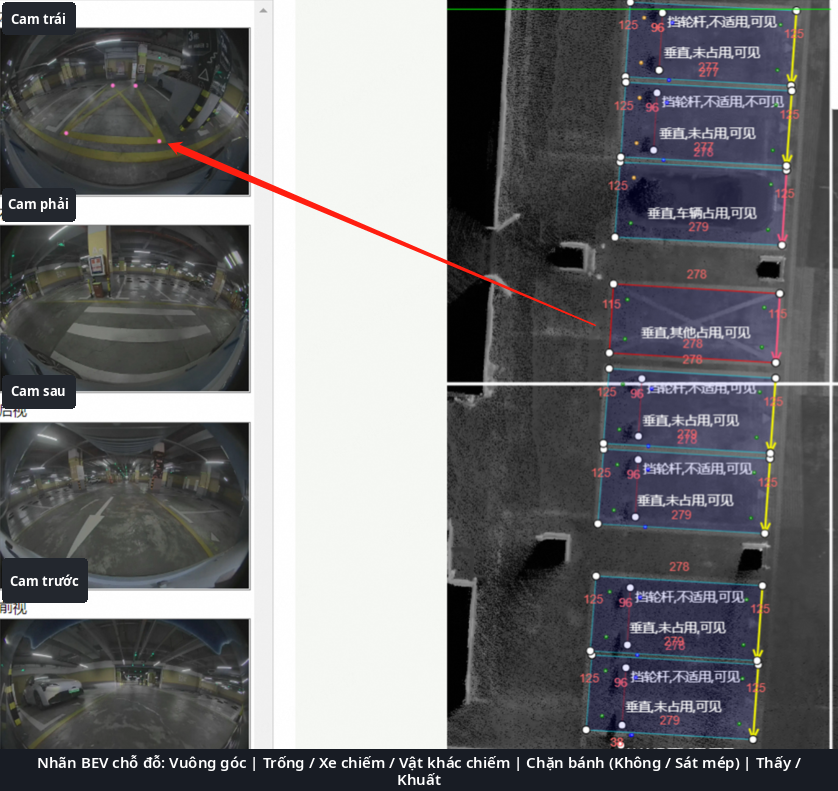 Cam trái
Cam phải
Cam sau
后视
Cam trước
前视
125
96
挡轮杆,不适用,可见
125
垂直,未占用,可见
277
277
125
96
挡轮杆,不适用,不可见
125
垂直,未占用,可见
277
278
125
125
垂直,车辆占用,可见
279
278
115
115
垂直,其他占用,可见
278
278
125
96
挡轮杆,不适用,可见
125
垂直,未占用,可见
279
278
125
96
挡轮杆,不适用,可见
125
垂直,未占用,可见
279
278
125
96
挡轮杆,不适用,可见
125
垂直,未占用,可见
279
278
125
96
挡轮杆,不适用,可见
125
垂直,未占用,可见
279
38
Nhãn BEV chỗ đỗ: Vuông góc | Trống / Xe chiếm / Vật khác chiếm | Chặn bánh (Không / Sát mép) | Thấy /
Khuất